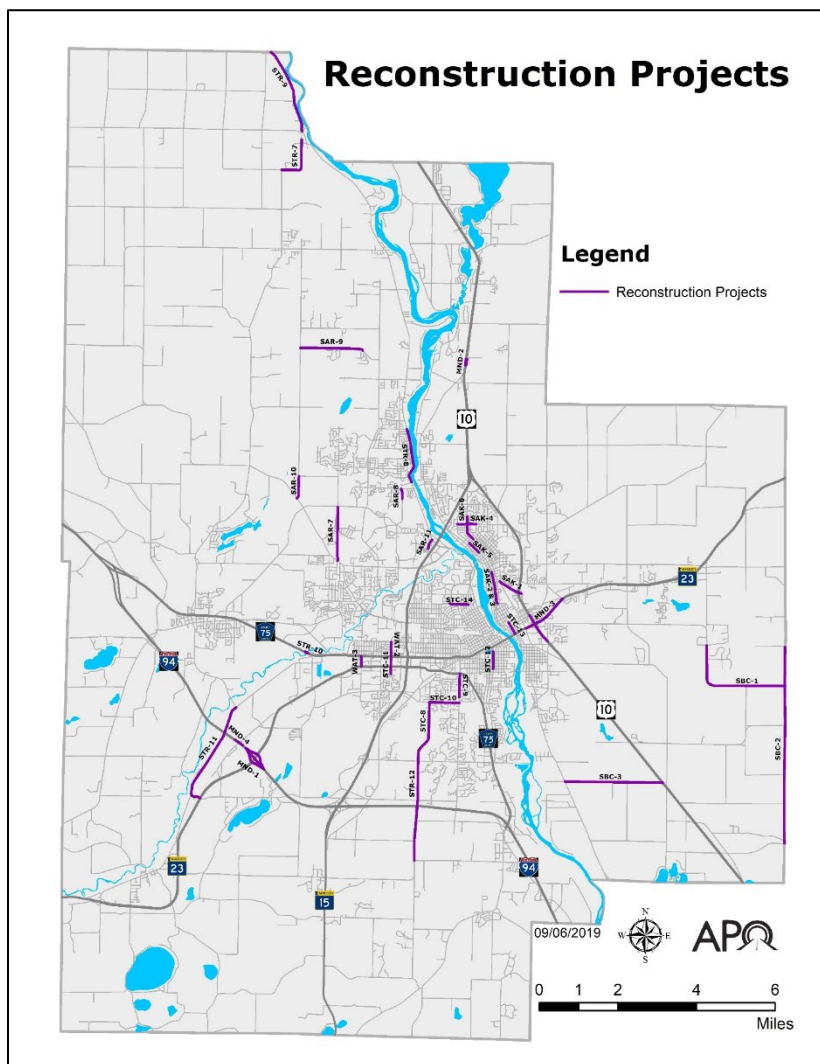 Reconstruction Projects
STR-9
STR-7
Legend
Reconstruction Projects
SAR-9
MND-2
10
STR-8
SAR-10
SAR-8
SAK-6
SAK-4
SAR-7
SAR-11
SAK-5
SAK-2 & 3
SAK-1
23
STC-14
MND-3
STC-13
75
STR-10
WAT-3
STC-11
WAT-2
STC-12
94
SBC-1
STC-9
STC-10
STC-8
10
SBC-2
75
STR-11
MND-4
MND-1
STR-12
SBC-3
23
15
94
09/06/2019
N
W
E
S
APO
0 1 2 4 6
Miles